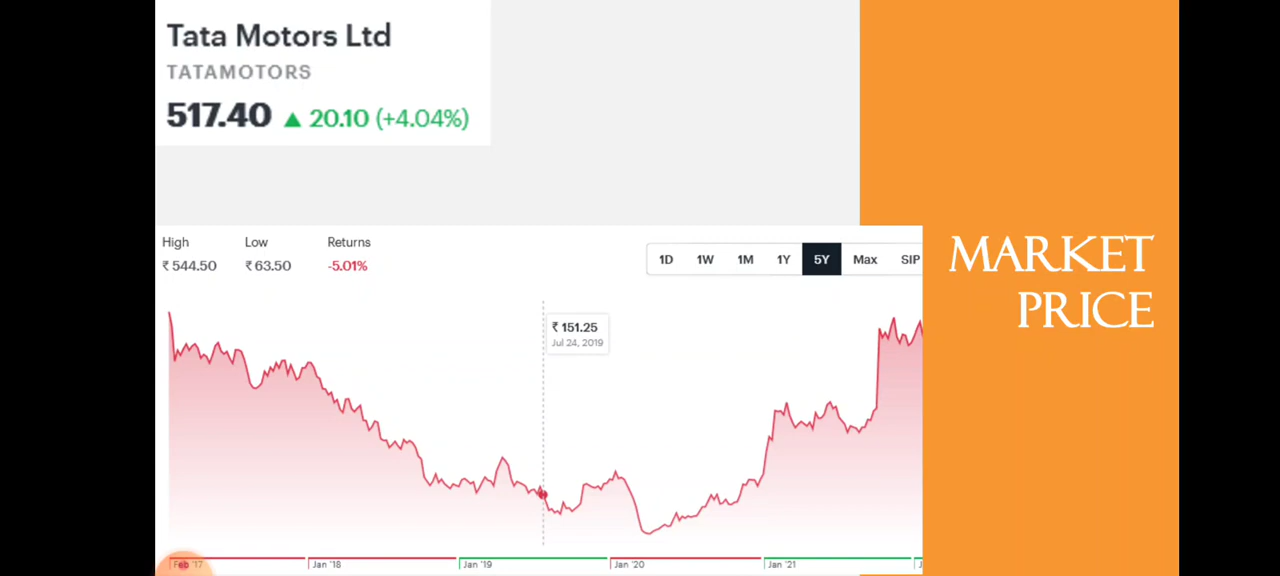 Tata Motors Ltd
TATAMOTORS
517.40 ▲ 20.10 (+4.04%)
High Low Returns
₹544.50 ₹63.50 -5.01%
1D 1W 1M 1Y 5Y Max SIP
MARKET
PRICE
₹ 151.25
Jul 24, 2019
Feb '17 Jan '18 Jan '19 Jan '20 Jan '21